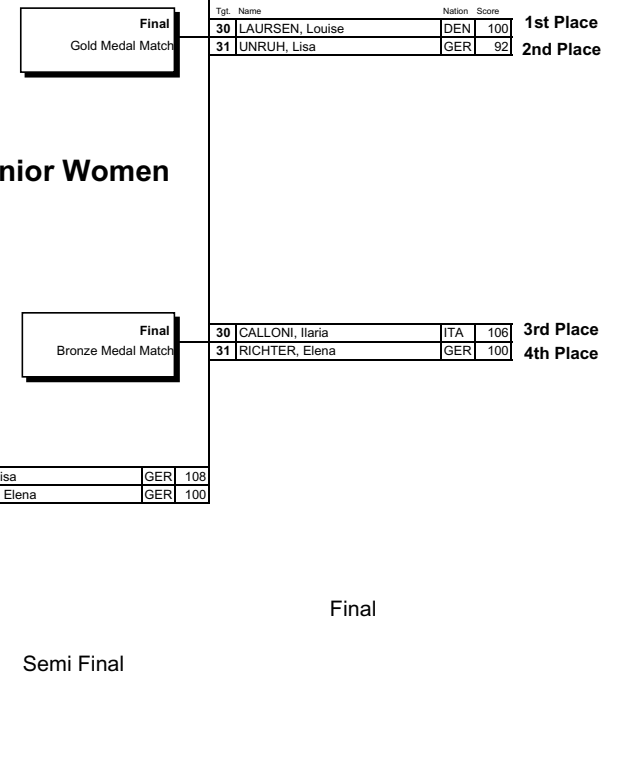 Tgt. Name Nation Score
Final 30 LAURSEN, Louise DEN 100 1st Place
Gold Medal Match 31 UNRUH, Lisa GER 92 2nd Place
nior Women
Final 30 CALLONI, Ilaria ITA 106 3rd Place
Bronze Medal Match 31 RICHTER, Elena GER 100 4th Place
isa GER 108
Elena GER 100
Final
Semi Final